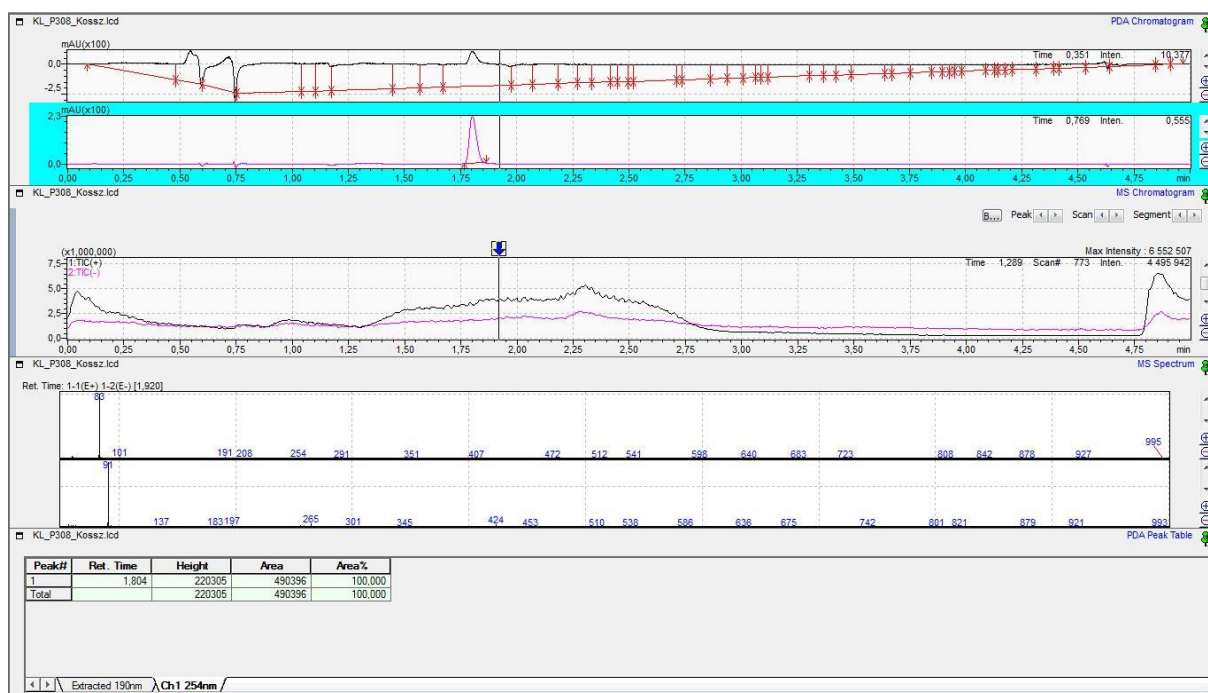 KL_P308_Kossz.lcd PDA Chromatogram
mAU(x100)
Time 0,351 Inten. 10,377
0,0
-2,5
mAU(x100)
2,3 Time 0,769 Inten. 0,555
0,0
0,00 0,25 0,50 0,75 1,00 1,25 1,50 1,75 2,00 2,25 2,50 2,75 3,00 3,25 3,50 3,75 4,00 4,25 4,50 4,75 min
KL_P308_Kossz.lcd MS Chromatogram
B... Peak Scan Segment
(x1,000,000) Max Intensity : 6 552 507
7,5 1:TIC(+) Time 1,289 Scan# 773 Inten. 4 495 942
2:TIC(-)
5,0
2,5
0,0
0,00 0,25 0,50 0,75 1,00 1,25 1,50 1,75 2,00 2,25 2,50 2,75 3,00 3,25 3,50 3,75 4,00 4,25 4,50 4,75 min
KL_P308_Kossz.lcd MS Spectrum
Ret. Time: 1-1(E+) 1-2(E-) [1,920]
83
101 191 208 254 291 351 407 472 512 541 598 640 683 723 808 842 878 927 995
91
137 183 197 265 301 345 424 453 510 538 586 636 675 742 801 821 879 921 993
KL_P308_Kossz.lcd PDA Peak Table
Peak# Ret. Time Height Area Area%
1 1,804 220305 490396 100,000
Total 220305 490396 100,000
Extracted 190nm Ch1 254nm